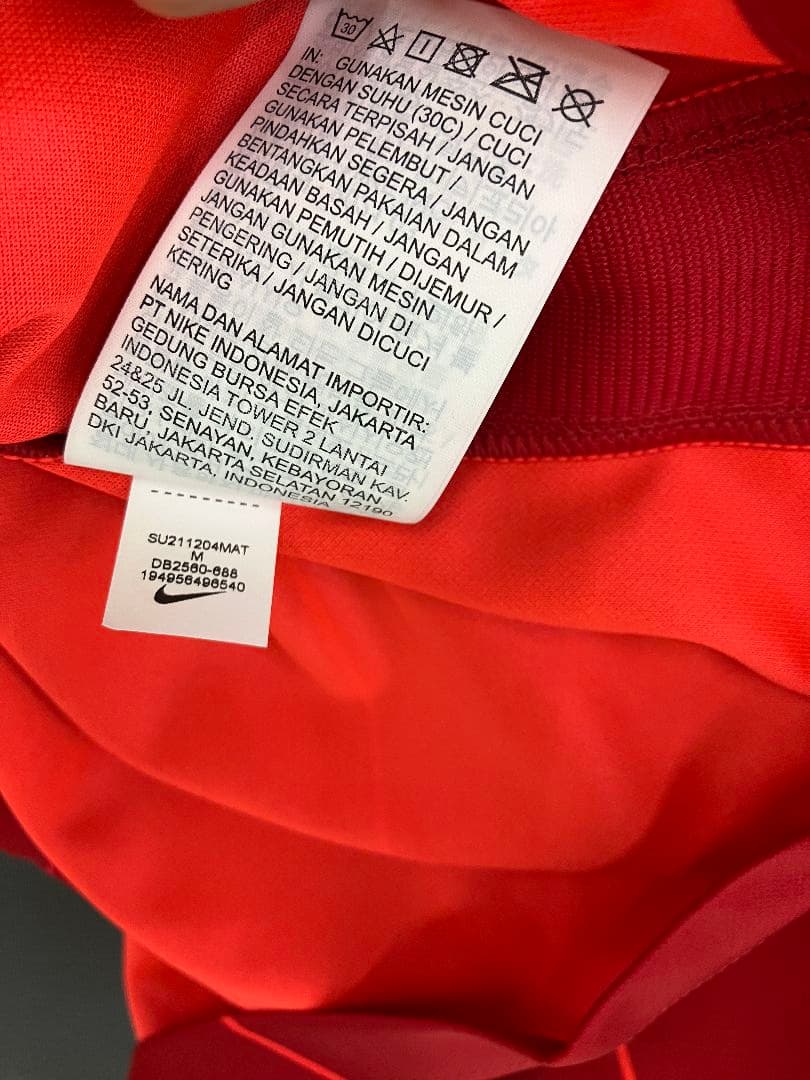 30
IN: GUNAKAN MESIN CUCI
DENGAN SUHU (30C) / CUCI
SECARA TERPISAH / JANGAN
GUNAKAN PELEMBUT /
PINDAHKAN SEGERA / JANGAN
BENTANGKAN PAKAIAN DALAM
KEADAAN BASAH / JANGAN
GUNAKAN PEMUTIH / DIJEMUR /
JANGAN GUNAKAN MESIN
PENGERING / JANGAN DI
SETERIKA / JANGAN DICUCI
KERING
NAMA DAN ALAMAT IMPORTIR:
PT NIKE INDONESIA, JAKARTA
GEDUNG BURSA EFEK
INDONESIA TOWER 2 LANTAI
24&25 JL. JEND. SUDIRMAN KAV.
52-53, SENAYAN, KEBAYORAN
BARU, JAKARTA SELATAN 12190
DKI JAKARTA, INDONESIA
SU211204MAT
M
DB2560-688
194956496540